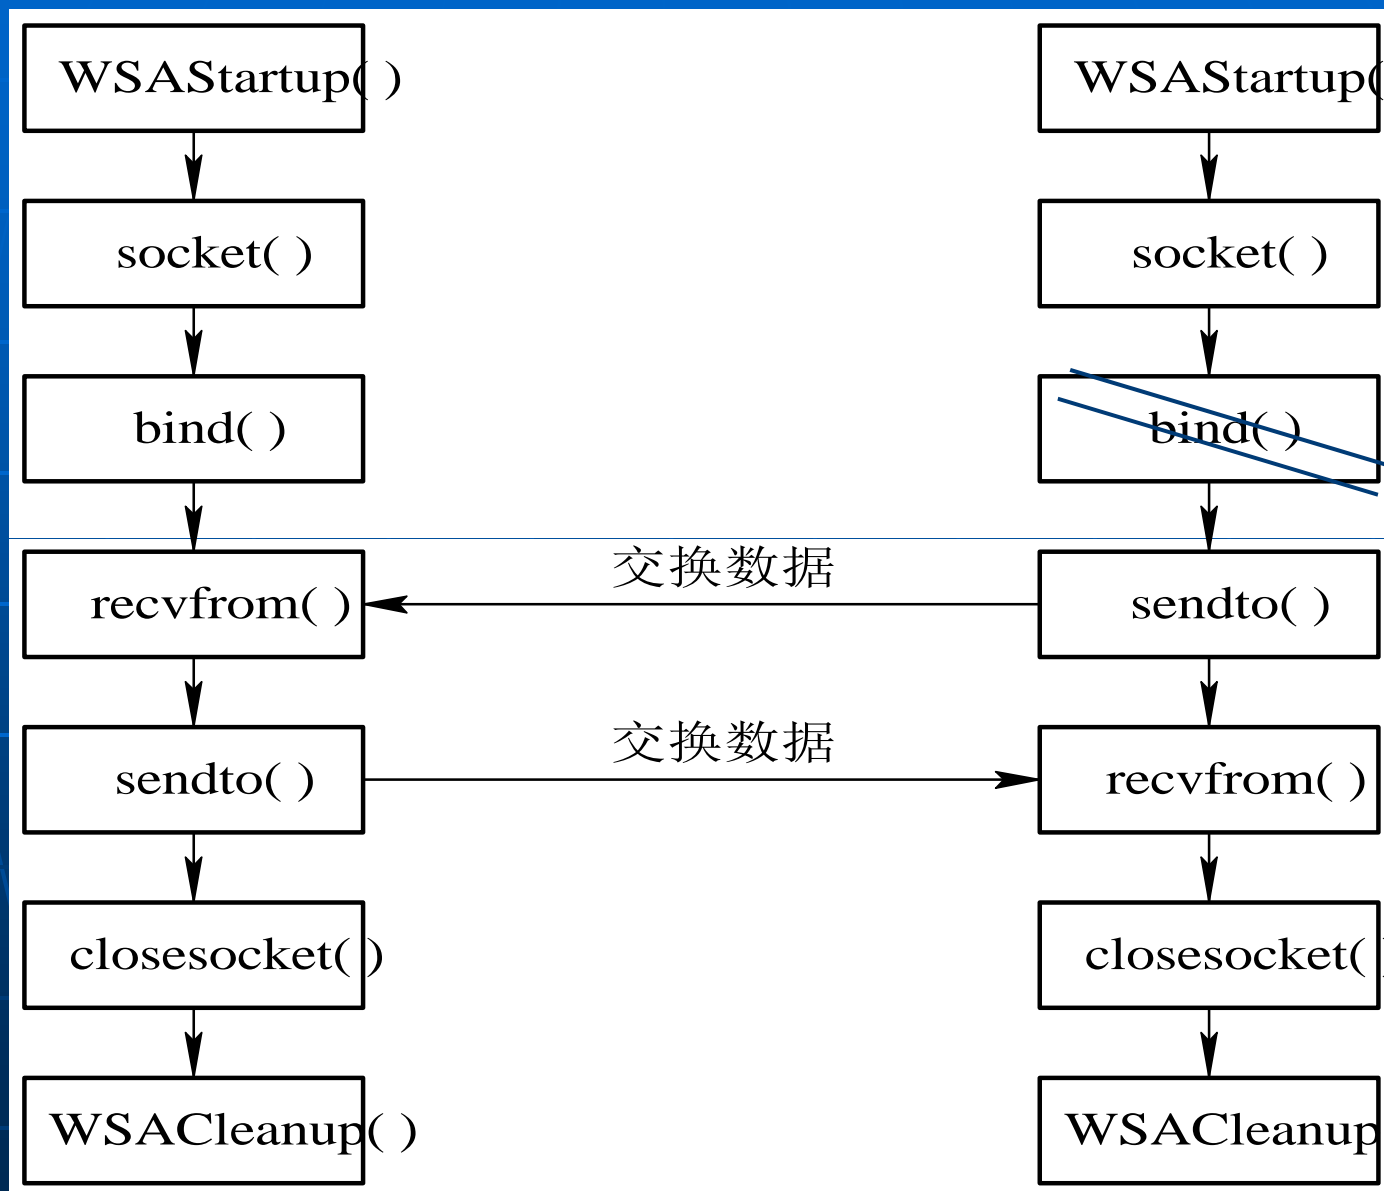 WSAStartup( )
WSAStartup(
socket( )
socket( )
bind( )
bind( )
交换数据
recvfrom( )
sendto( )
交换数据
sendto( )
recvfrom( )
closesocket( )
closesocket( )
WSACleanup( )
WSACleanup